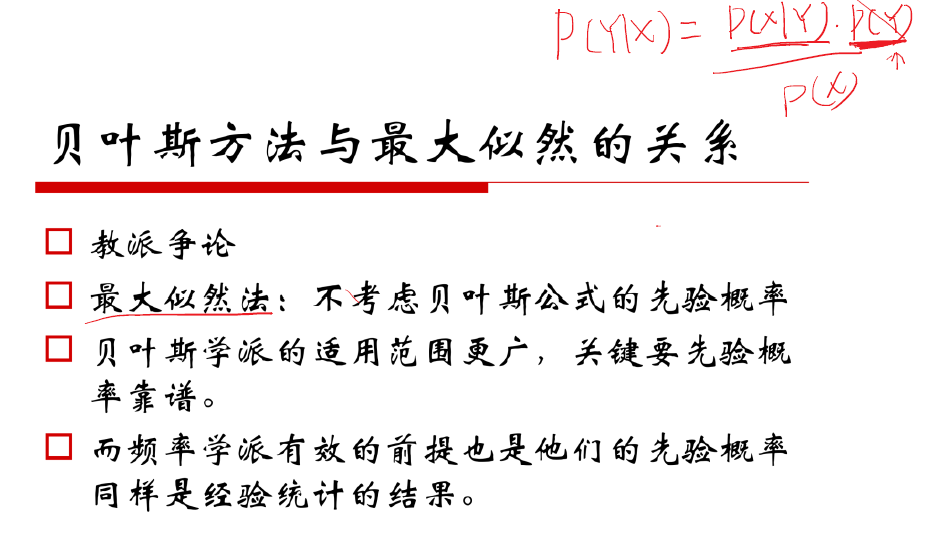 P(Y|X) = P(X|Y)·P(Y)
P(X)
贝叶斯方法与最大似然的关系
教派争论
最大似然法：不考虑贝叶斯公式的先验概率
贝叶斯学派的适用范围更广，关键要先验概
率靠谱。
而频率学派有效的前提也是他们的先验概率
同样是经验统计的结果。